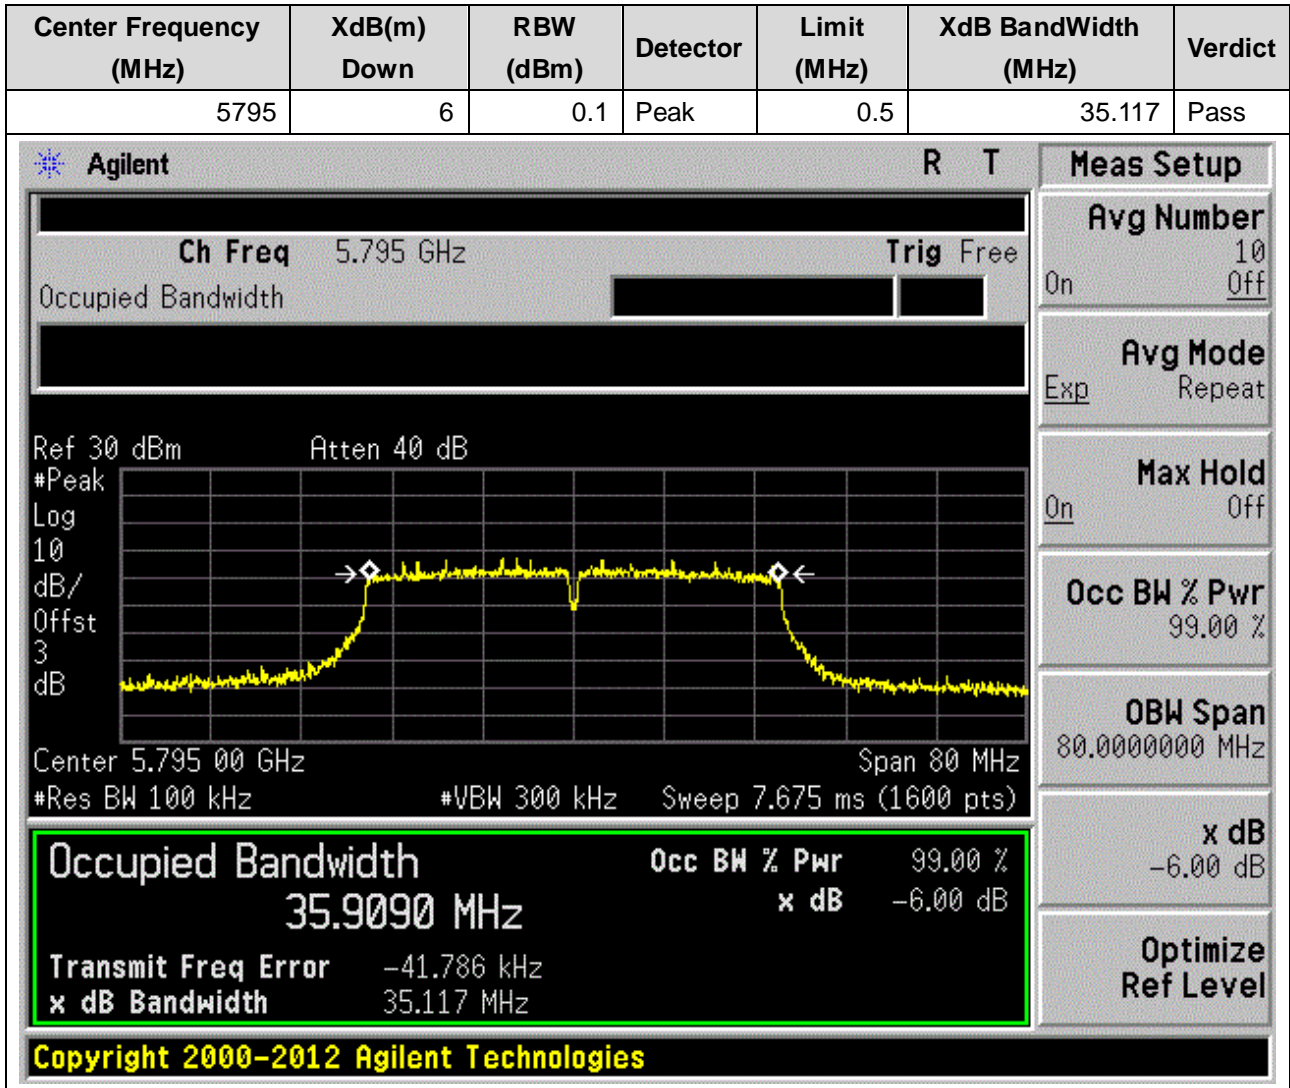 Center Frequency (MHz) XdB(m) Down RBW (dBm) Detector Limit (MHz) XdB BandWidth (MHz) Verdict
5795 6 0.1 Peak 0.5 35.117 Pass
Agilent R T
Ch Freq 5.795 GHz Trig Free
Occupied Bandwidth
Ref 30 dBm Atten 40 dB
#Peak
Log
10
dB/
Offst
3
dB
Center 5.795 00 GHz Span 80 MHz
#Res BW 100 kHz #VBW 300 kHz Sweep 7.675 ms (1600 pts)
Occupied Bandwidth Occ BW % Pwr 99.00 %
35.9090 MHz x dB -6.00 dB
Transmit Freq Error -41.786 kHz
x dB Bandwidth 35.117 MHz
Copyright 2000-2012 Agilent Technologies
Meas Setup
Avg Number
10
On Off
Avg Mode
Exp Repeat
Max Hold
On Off
Occ BW % Pwr
99.00 %
OBW Span
80.0000000 MHz
x dB
-6.00 dB
Optimize
Ref Level